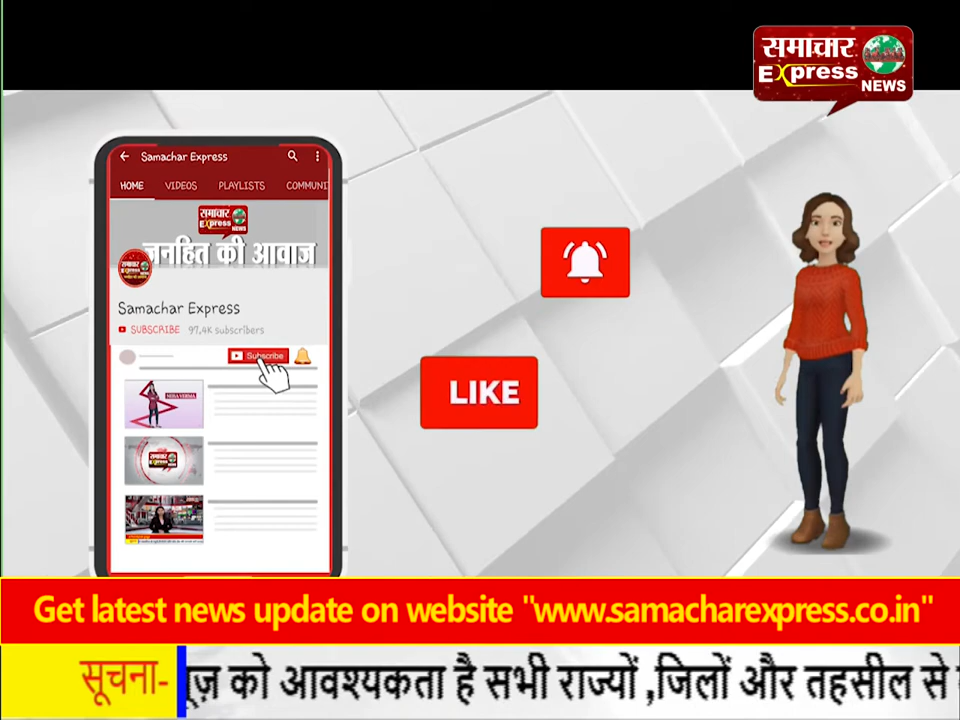 समाचार
Express
NEWS
Samachar Express
HOME VIDEOS PLAYLISTS COMMUNI
समाचार
Express
NEWS
जनहित की आवाज
Samachar Express
SUBSCRIBE 97.4K subscribers
Subscribe
LIKE
Get latest news update on website "www.samacharexpress.co.in"
सूचना- को आवश्यकता है सभी राज्यों ,जिलों और तहसील से